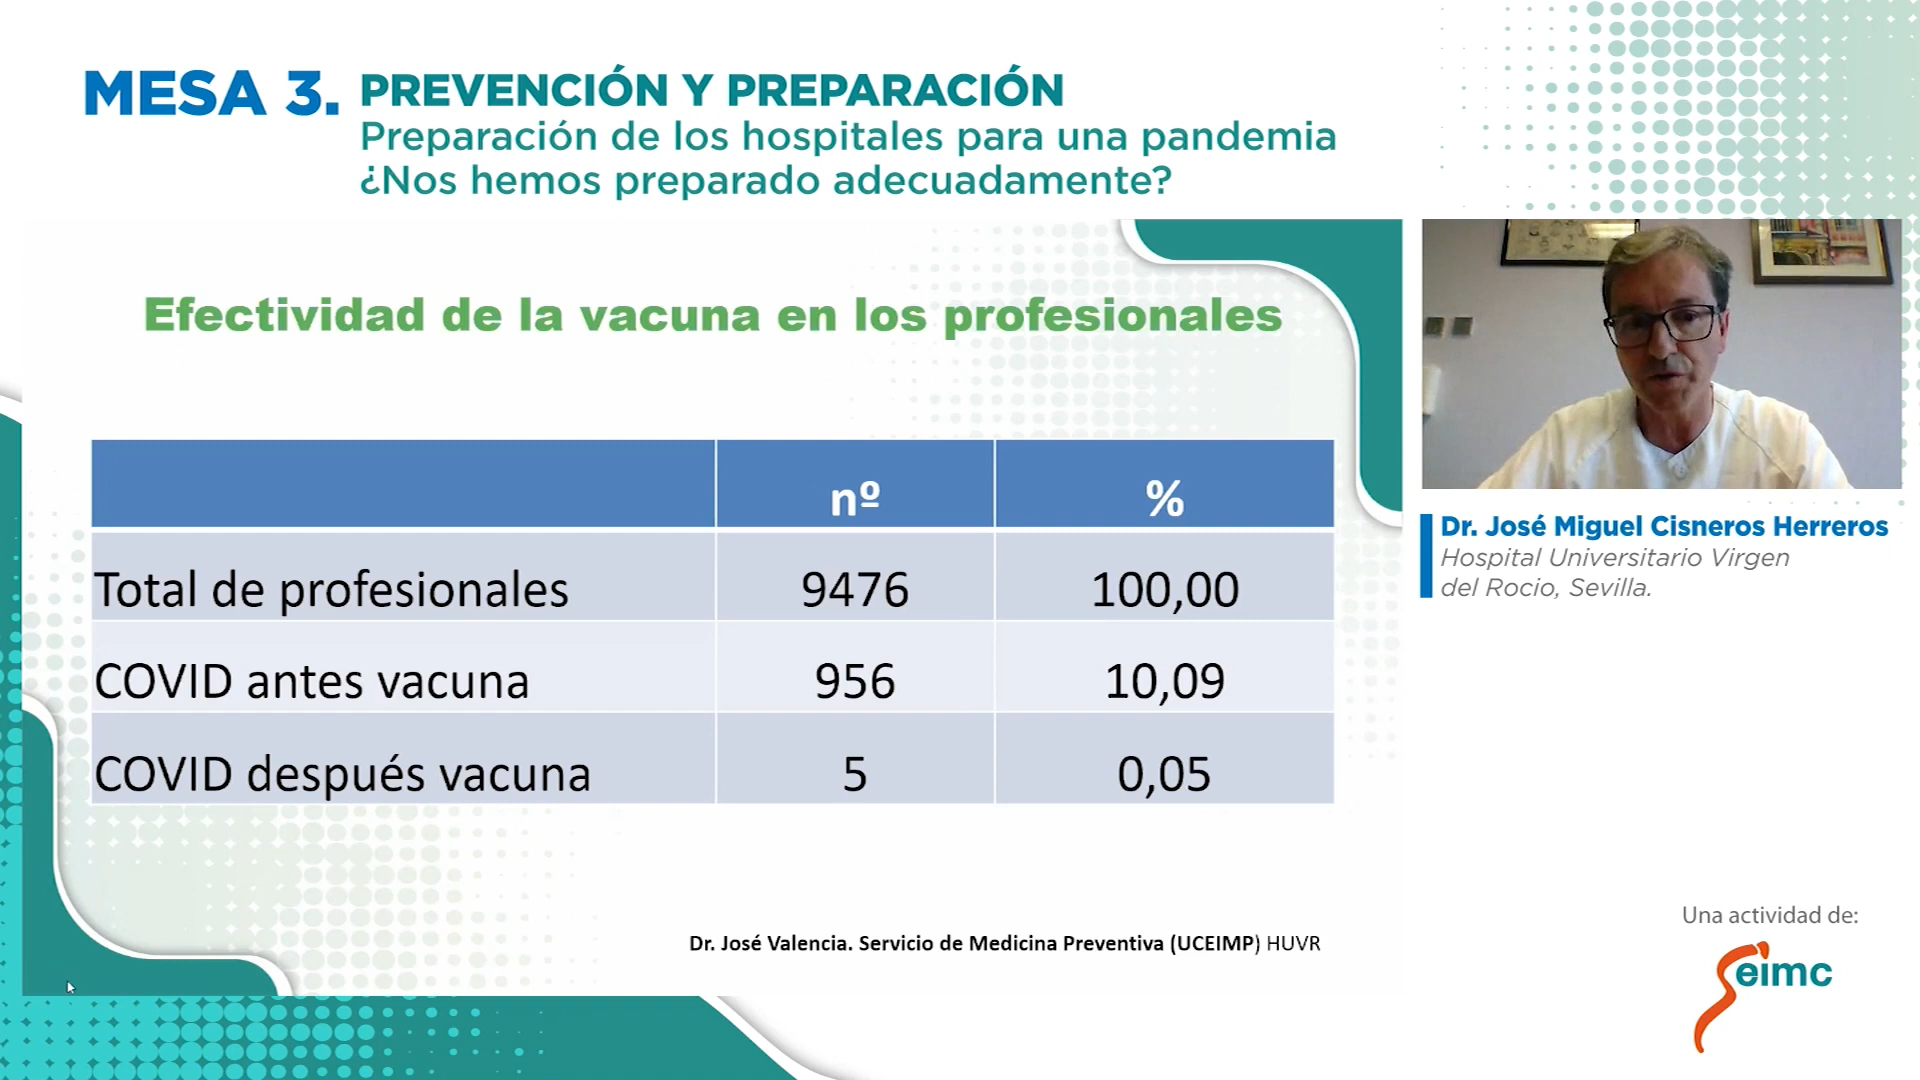 MESA 3. PREVENCIÓN Y PREPARACIÓN
Preparación de los hospitales para una pandemia
¿Nos hemos preparado adecuadamente?
Efectividad de la vacuna en los profesionales
nº %
Total de profesionales 9476 100,00
COVID antes vacuna 956 10,09
COVID después vacuna 5 0,05
Dr. José Valencia. Servicio de Medicina Preventiva (UCEIMP) HUVR
Dr. José Miguel Cisneros Herreros
Hospital Universitario Virgen
del Rocio, Sevilla.
Una actividad de:
Seimc